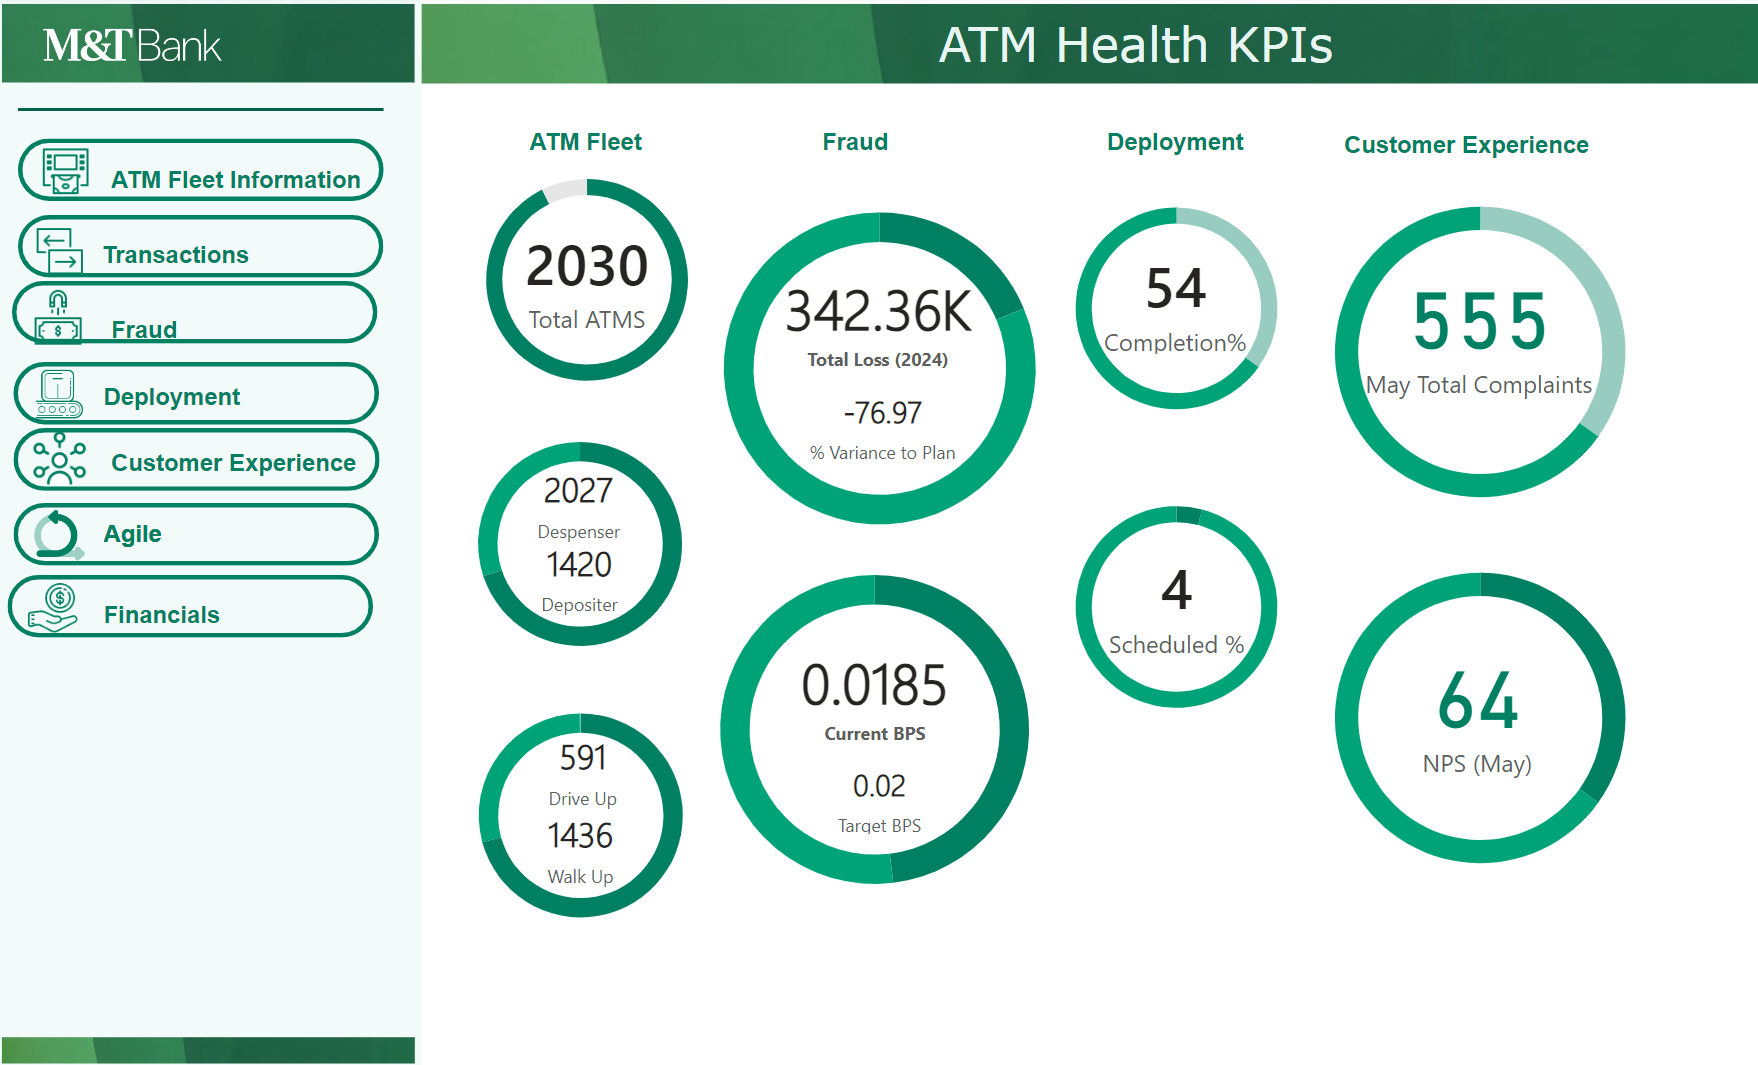 M&T Bank
ATM Health KPIs
ATM Fleet Information
Transactions
Fraud
Deployment
Customer Experience
Agile
Financials
ATM Fleet
2030
Total ATMS
2027
Despenser
1420
Depositer
591
Drive Up
1436
Walk Up
Fraud
342.36K
Total Loss (2024)
-76.97
% Variance to Plan
0.0185
Current BPS
0.02
Target BPS
Deployment
54
Completion%
4
Scheduled %
Customer Experience
555
May Total Complaints
64
NPS (May)